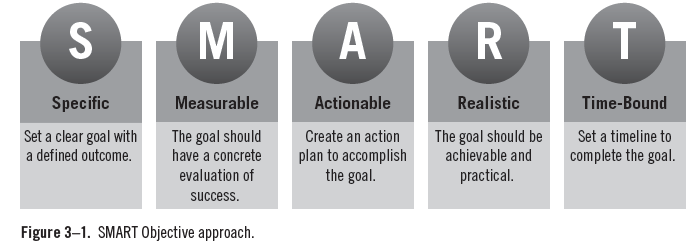 S
Specific
Set a clear goal with
a defined outcome.
M
Measurable
The goal should
have a concrete
evaluation of
success.
A
Actionable
Create an action
plan to accomplish
the goal.
R
Realistic
The goal should be
achievable and
practical.
T
Time-Bound
Set a timeline to
complete the goal.
Figure 3–1. SMART Objective approach.